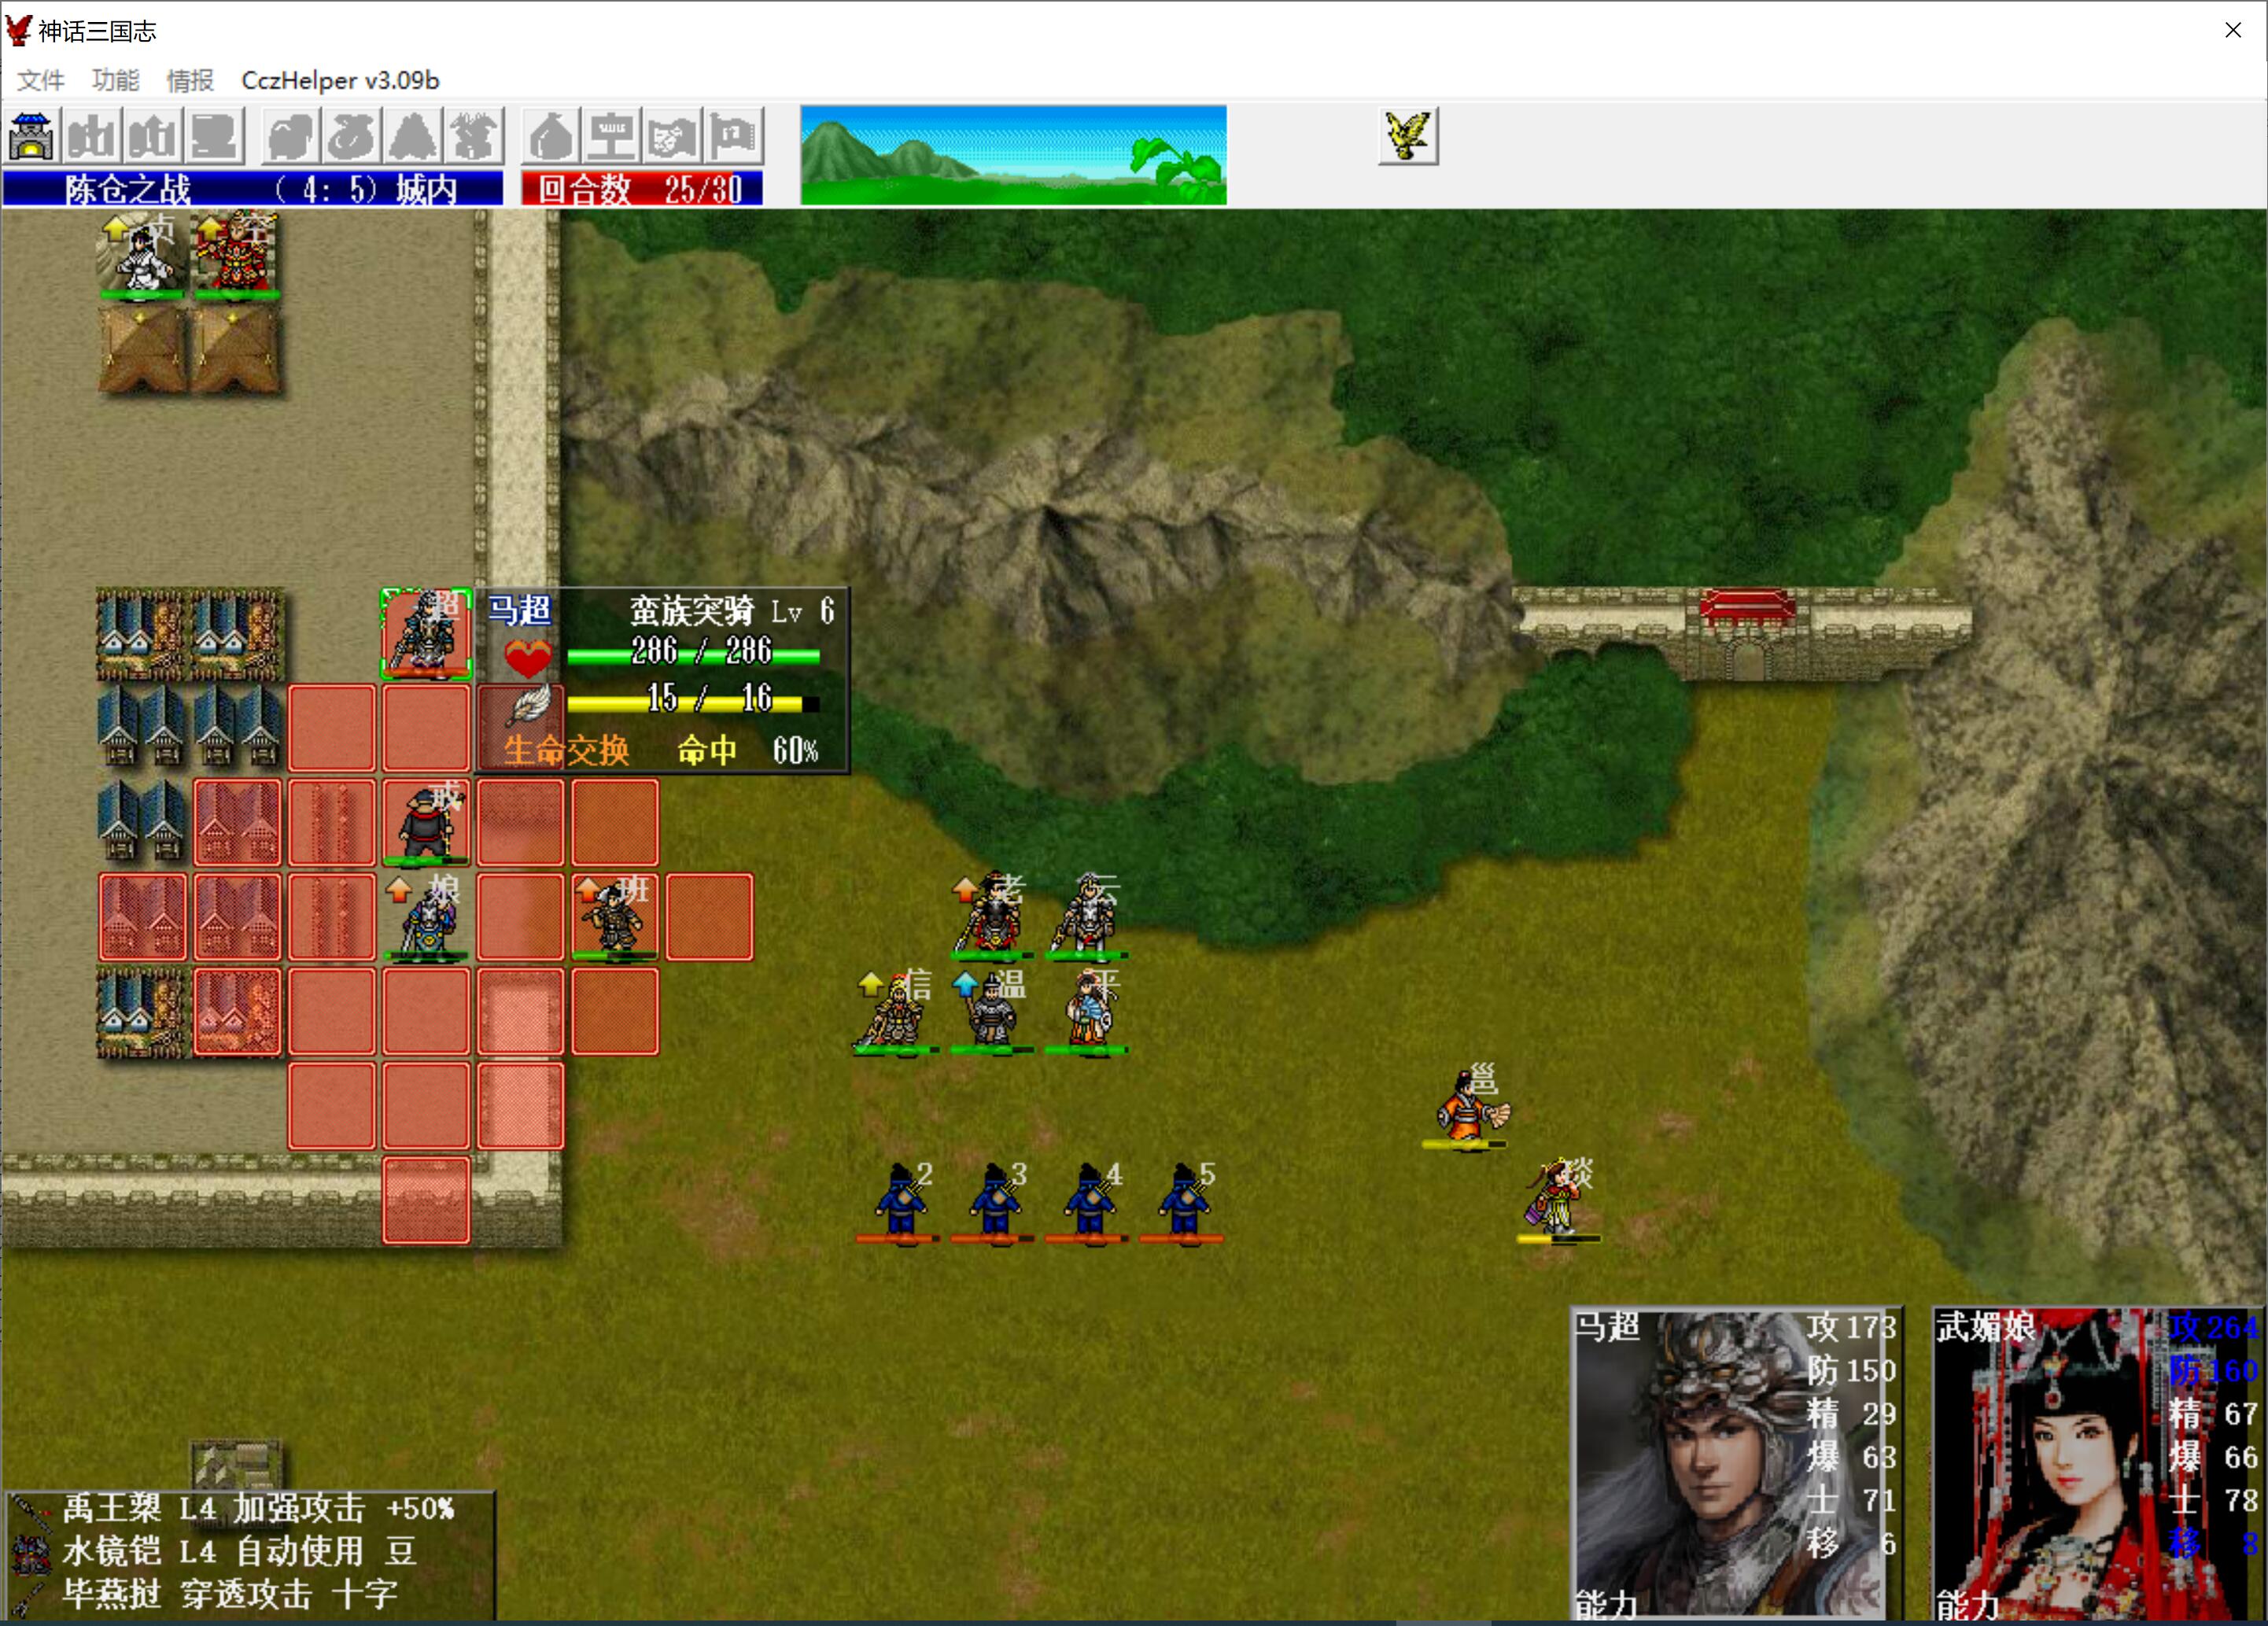 神话三国志
文件 功能 情报 CczHelper v3.09b
陈仓之战 （ 4: 5）城内 回合数 25/30
贞 空
超 马超 蛮族突骑 Lv 6
286 / 286
15 / 16
生命交换 命中 60%
戒
娘 班 老 云
信 温 平
邕
2 3 4 5 琰
马超 攻 173 武媚娘 攻 264
防 150 防 160
精 29 精 67
爆 63 爆 66
士 71 士 78
移 6 移 8
能力 能力
禹王槊 L4 加强攻击 +50%
水镜铠 L4 自动使用 豆
毕燕挝 穿透攻击 十字